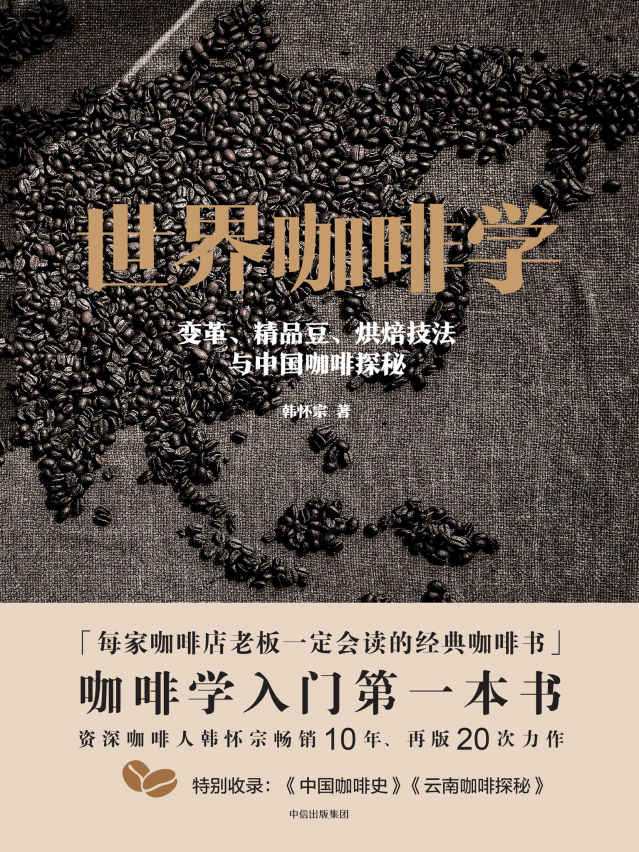 世界咖啡学
变革、精品豆、烘焙技法
与中国咖啡探秘
韩怀宗 著
「每家咖啡店老板一定会读的经典咖啡书」
咖啡学入门第一本书
资深咖啡人韩怀宗畅销10年、再版20次力作
特别收录：《中国咖啡史》《云南咖啡探秘》
中信出版集团